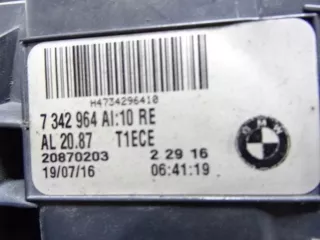 H4734296410
7 342 964 AI:10 RE
AL 20.87 T1ECE
20870203 2 29 16
19/07/16 06:41:19
BMW